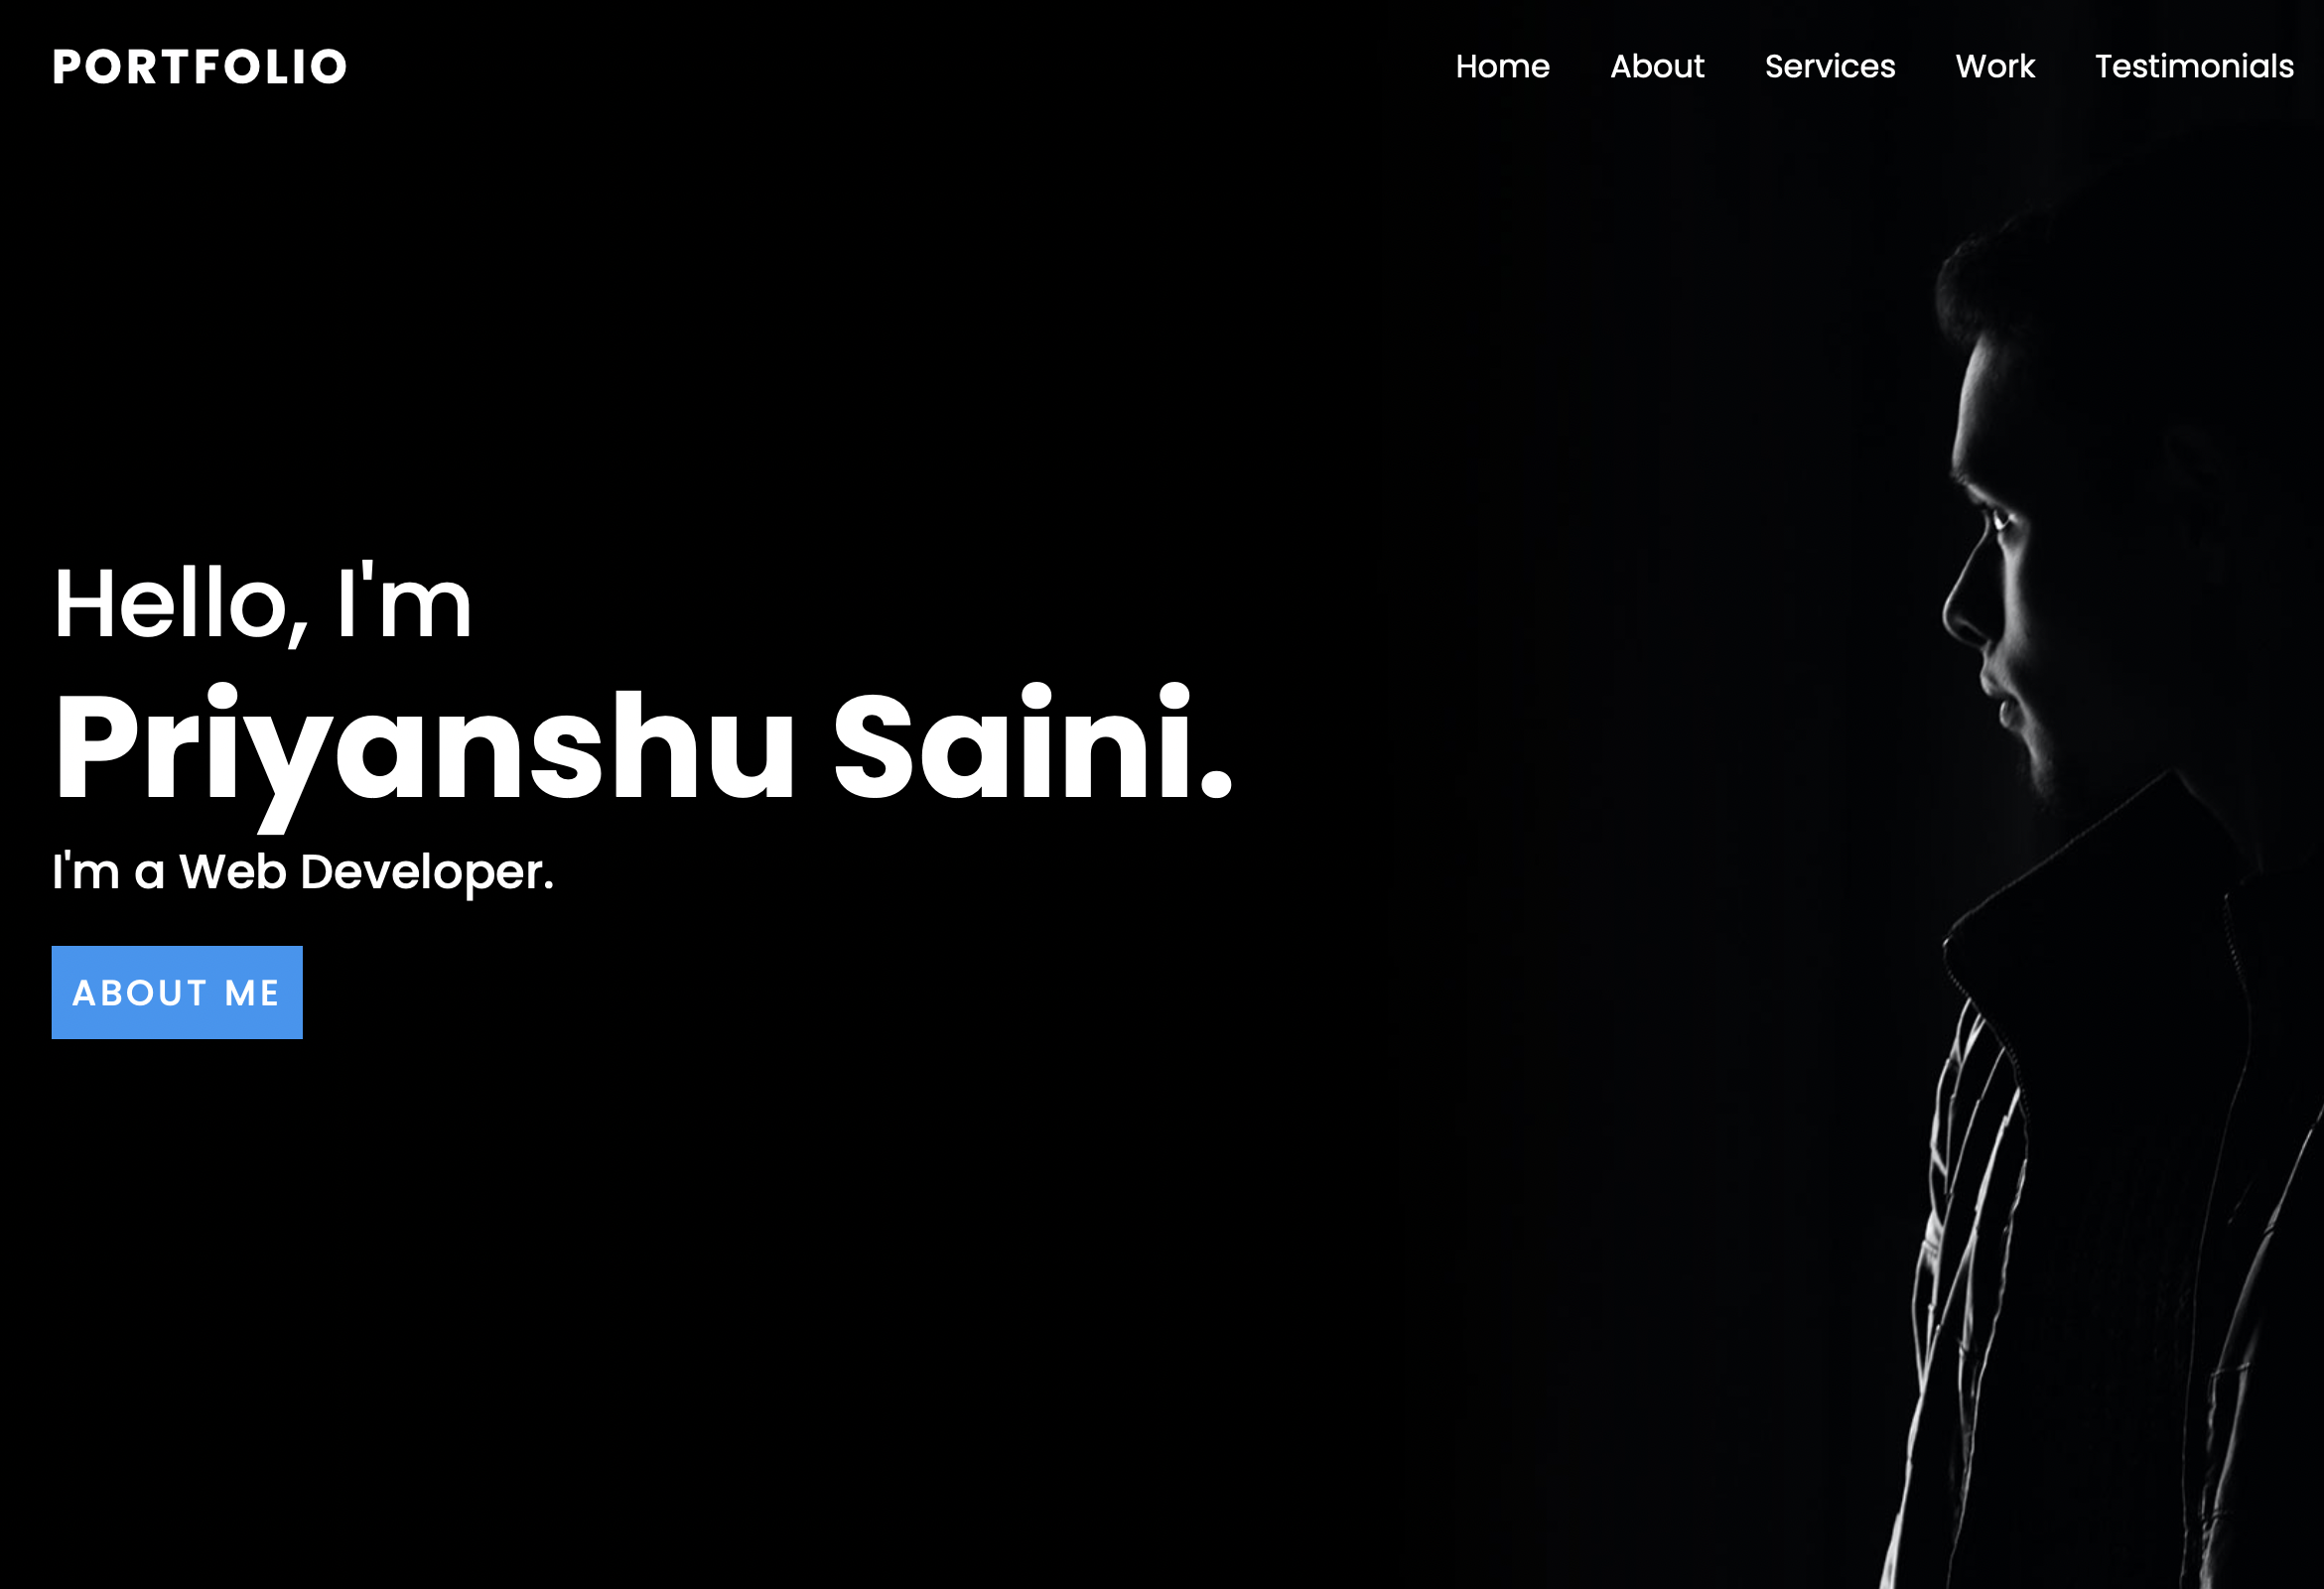 PORTFOLIO
Home About Services Work Testimonials
Hello, I'm
Priyanshu Saini.
I'm a Web Developer.
ABOUT ME